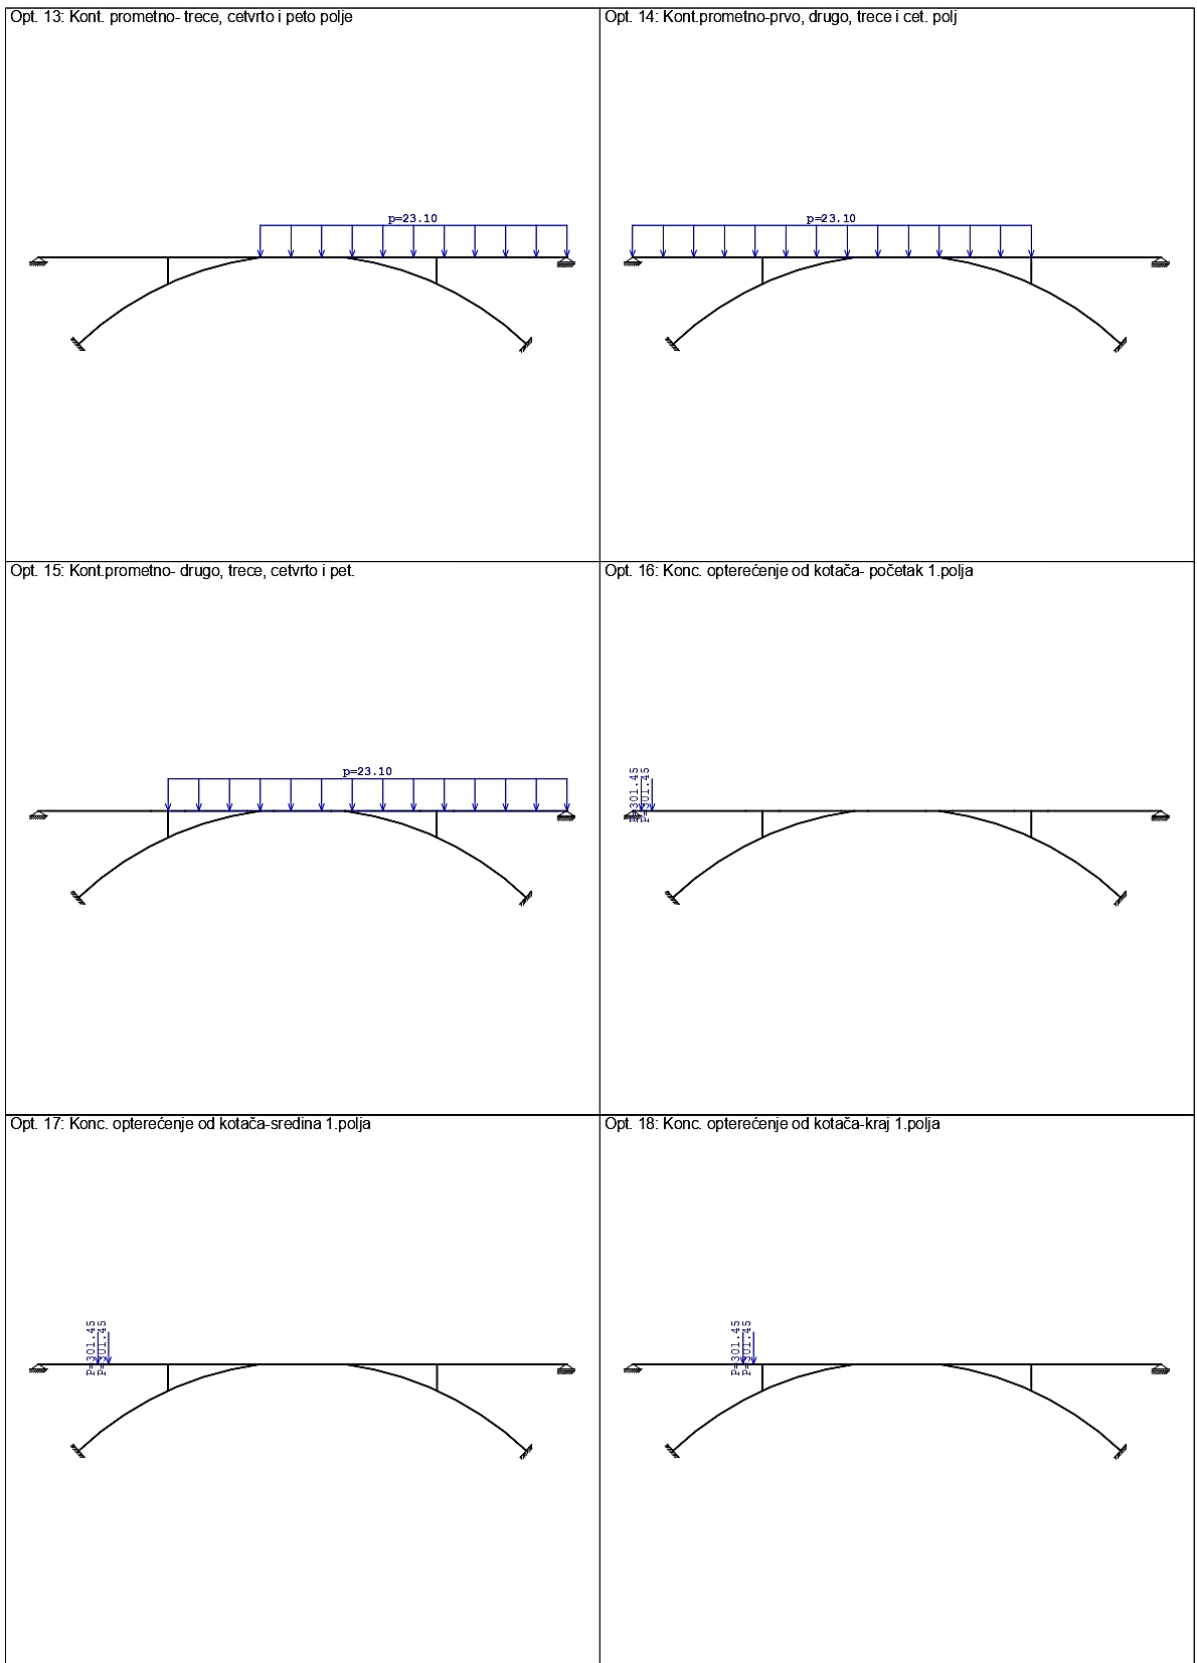 Opt. 13: Kont. prometno- trece, cetvrto i peto polje
p=23.10
Opt. 14: Kont.prometno-prvo, drugo, trece i cet. polj
p=23.10
Opt. 15: Kont.prometno- drugo, trece, cetvrto i pet.
p=23.10
Opt. 16: Konc. opterećenje od kotača- početak 1.polja
P=301.45
P=301.45
Opt. 17: Konc. opterećenje od kotača-sredina 1.polja
P=301.45
P=301.45
Opt. 18: Konc. opterećenje od kotača-kraj 1.polja
P=301.45
P=301.45